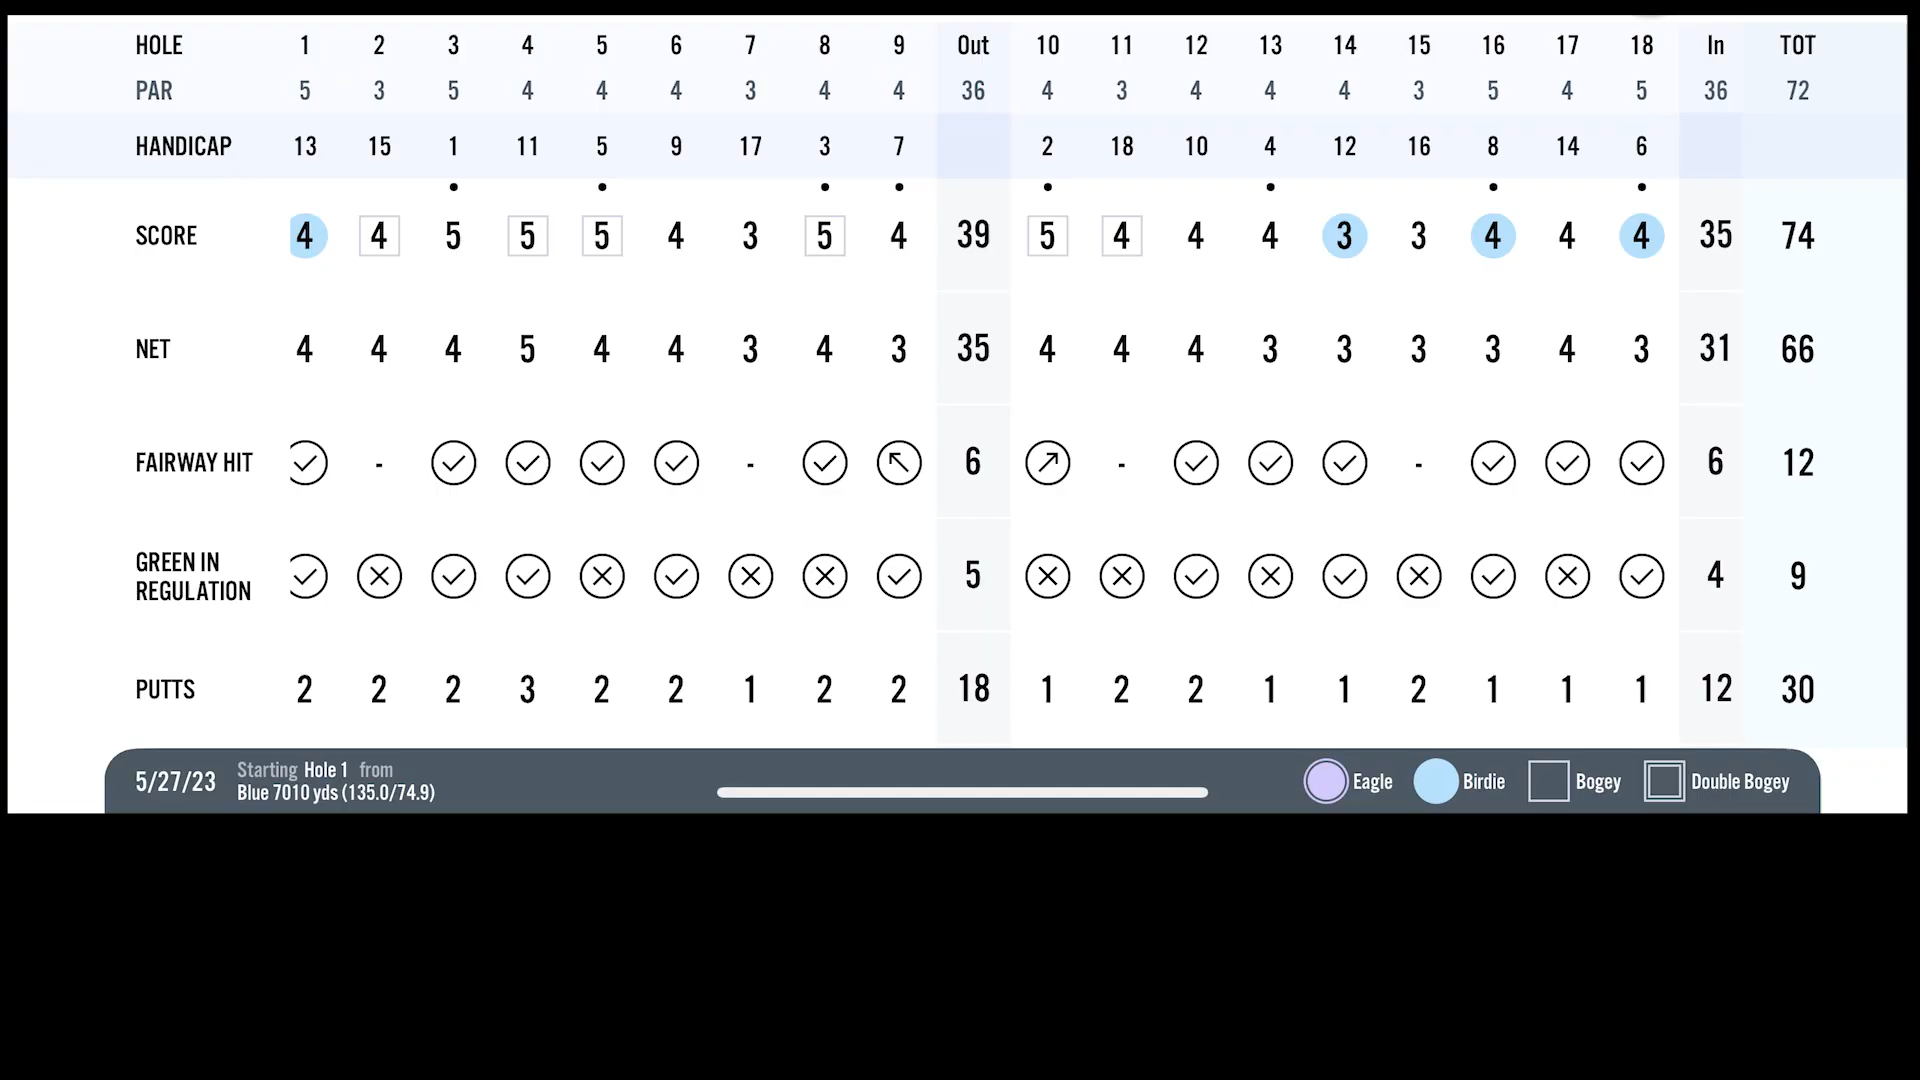 HOLE 1 2 3 4 5 6 7 8 9 Out 10 11 12 13 14 15 16 17 18 In TOT
PAR 5 3 5 4 4 4 3 4 4 36 4 3 4 4 4 3 5 4 5 36 72
HANDICAP 13 15 1 11 5 9 17 3 7 2 18 10 4 12 16 8 14 6
SCORE 4 4 5 5 5 4 3 5 4 39 5 4 4 4 3 3 4 4 4 35 74
NET 4 4 4 5 4 4 3 4 3 35 4 4 4 3 3 3 3 4 3 31 66
FAIRWAY HIT - - 6 - - 6 12
GREEN IN
REGULATION 5 4 9
PUTTS 2 2 2 3 2 2 1 2 2 18 1 2 2 1 1 2 1 1 1 12 30
5/27/23
Starting Hole 1 from
Blue 7010 yds (135.0/74.9)
Eagle Birdie Bogey Double Bogey